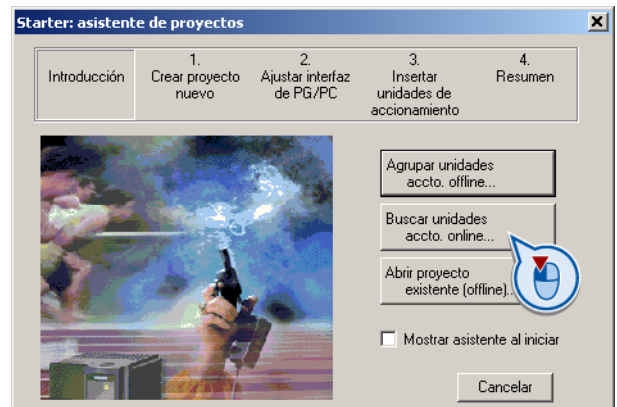 Starter: asistente de proyectos
Introducción
1.
Crear proyecto
nuevo
2.
Ajustar interfaz
de PG/PC
3.
Insertar
unidades de
accionamiento
4.
Resumen
Agrupar unidades
accto. offline...
Buscar unidades
accto. online...
Abrir proyecto
existente (offline)...
Mostrar asistente al iniciar
Cancelar